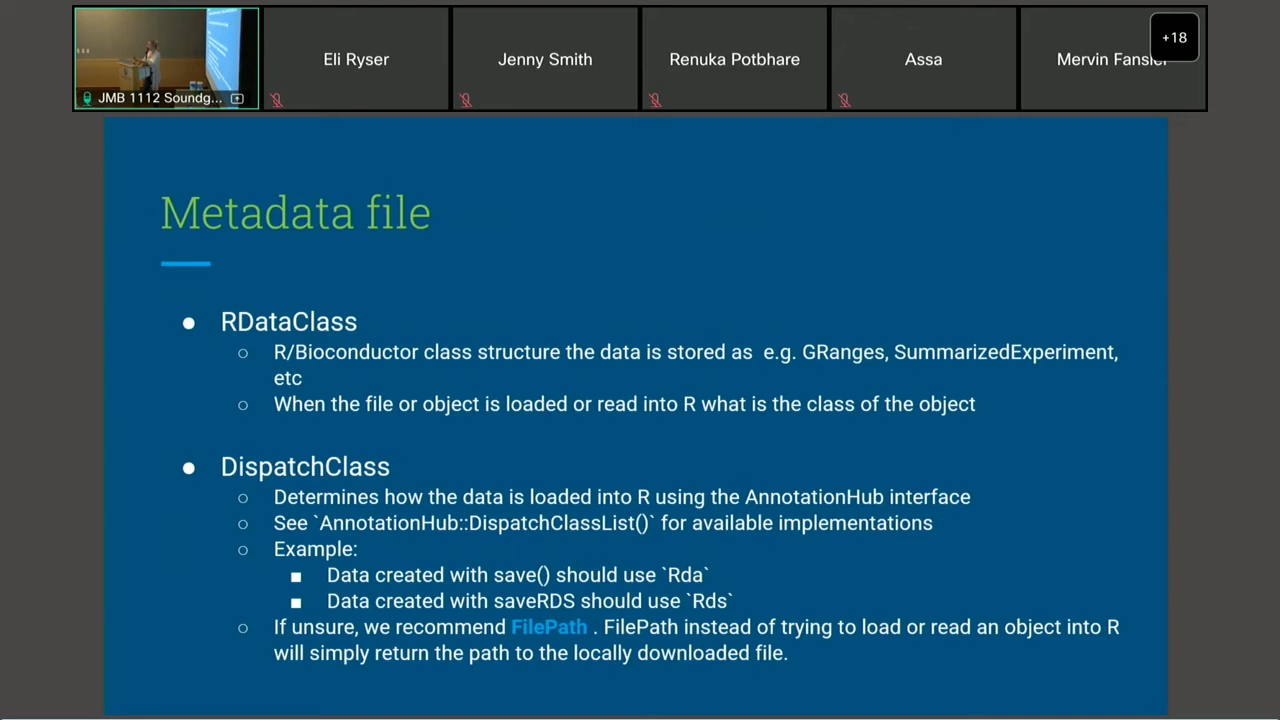 JMB 1112 Soundg...
Eli Ryser
Jenny Smith
Renuka Potbhare
Assa
Mervin Fansler
+18
Metadata file
● RDataClass
○ R/Bioconductor class structure the data is stored as e.g. GRanges, SummarizedExperiment,
etc
○ When the file or object is loaded or read into R what is the class of the object
● DispatchClass
○ Determines how the data is loaded into R using the AnnotationHub interface
○ See `AnnotationHub::DispatchClassList()` for available implementations
○ Example:
■ Data created with save() should use `Rda`
■ Data created with saveRDS should use `Rds`
○ If unsure, we recommend FilePath . FilePath instead of trying to load or read an object into R
will simply return the path to the locally downloaded file.